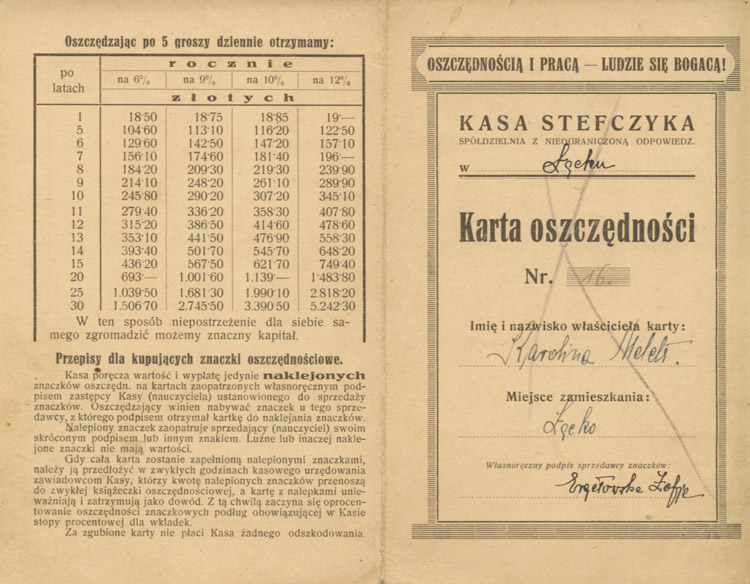 Oszczędzając po 5 groszy dziennie otrzymamy:
po latach
rocznie
na 6% na 9% na 10% na 12%
złotych
1 18·50 18·75 18·85 19·—
5 104·60 113·10 116·20 122·50
6 129·60 142·50 147·20 157·10
7 156·10 174·60 181·40 196·—
8 184·20 209·30 219·30 239·90
9 214·10 248·20 261·10 289·90
10 245·80 290·20 307·20 345·10
11 279·40 336·20 358·30 407·80
12 315·20 386·50 414·60 478·60
13 353·10 441·50 476·90 558·30
14 393·40 501·70 545·70 648·20
15 436·20 567·50 621·70 749·40
20 693·— 1.001·60 1.139·— 1·483·80
25 1.039·50 1.681·30 1.990·10 2.818·20
30 1.506·70 2.745·50 3.390·50 5.242·30
W ten sposób niepostrzeżenie dla siebie sa-
mego zgromadzić możemy znaczny kapitał.
Przepisy dla kupujących znaczki oszczędnościowe.
Kasa poręcza wartość i wypłatę jedynie naklejonych
znaczków oszczędn. na kartach zaopatrzonych własnoręcznym pod-
pisem zastępcy Kasy (nauczyciela) ustanowionego do sprzedaży
znaczków. Oszczędzający winien nabywać znaczek u tego sprze-
dawcy, z którego podpisem otrzymał kartkę do naklejania znaczków.
Nalepiony znaczek zaopatruje sprzedający (nauczyciel) swoim
skróconym podpisem lub innym znakiem. Luźne lub inaczej nakle-
jone znaczki nie mają wartości.
Gdy cała karta zostanie zapełnioną nalepionymi znaczkami,
należy ją przedłożyć w zwykłych godzinach kasowego urzędowania
zawiadowcom Kasy, którzy kwotę nalepionych znaczków przenoszą
do zwykłej książeczki oszczędnościowej, a kartę z nalepkami unie-
ważniają i zatrzymują jako dowód. Z tą chwilą zaczyna się oprocen-
towanie oszczędności znaczkowych podług obowiązującej w Kasie
stopy procentowej dla wkładek.
Za zgubione karty nie płaci Kasa żadnego odszkodowania.
OSZCZĘDNOŚCIĄ I PRACĄ — LUDZIE SIĘ BOGACĄ!
KASA STEFCZYKA
SPÓŁDZIELNIA Z NIEOGRANICZONĄ ODPOWIEDZ.
w Łącku
Karta oszczędności
Nr. 16.
Imię i nazwisko właściciela karty:
Karolina
Miejsce zamieszkania:
Łącko
Własnoręczny podpis sprzedawcy znaczków: